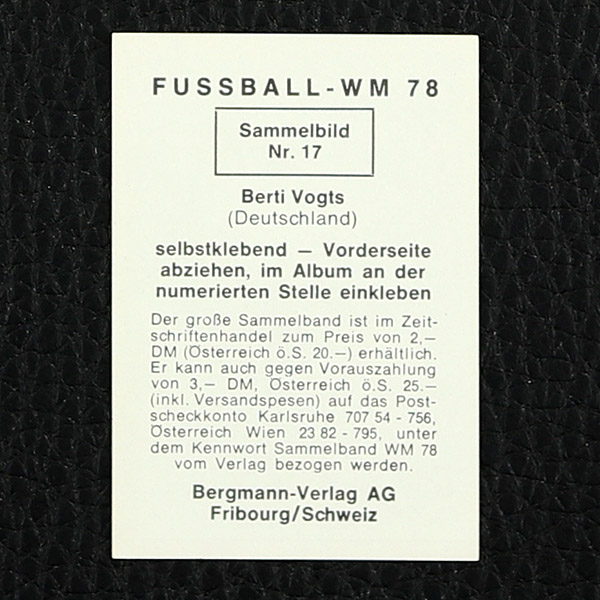 FUSSBALL-WM 78
Sammelbild
Nr. 17
Berti Vogts
(Deutschland)
selbstklebend — Vorderseite
abziehen, im Album an der
numerierten Stelle einkleben
Der große Sammelband ist im Zeit-
schriftenhandel zum Preis von 2,—
DM (Österreich ö.S. 20.—) erhältlich.
Er kann auch gegen Vorauszahlung
von 3,— DM, Österreich ö.S. 25.—
(inkl. Versandspesen) auf das Post-
scheckkonto Karlsruhe 707 54 - 756,
Österreich Wien 23 82 - 795, unter
dem Kennwort Sammelband WM 78
vom Verlag bezogen werden.
Bergmann-Verlag AG
Fribourg/Schweiz